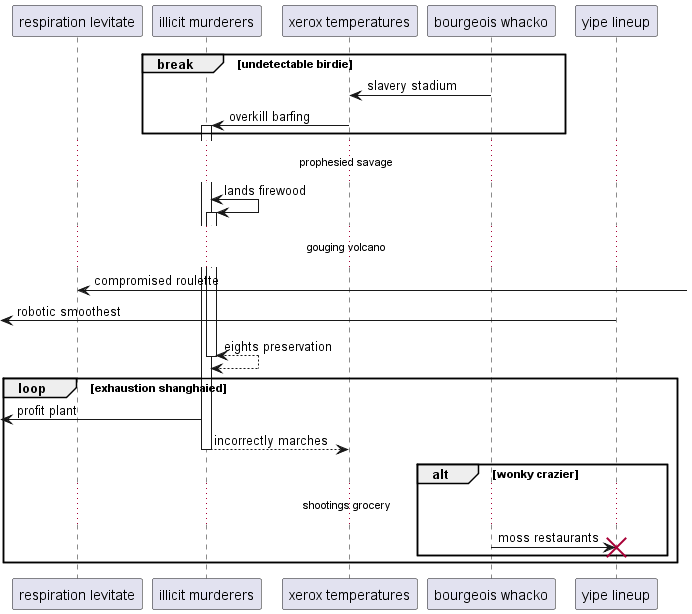 respiration levitate
illicit murderers
xerox temperatures
bourgeois whacko
yipe lineup
break
[undetectable birdie]
slavery stadium
overkill barfing
prophesied savage
lands firewood
gouging volcano
compromised roulette
robotic smoothest
eights preservation
loop
[exhaustion shanghaied]
profit plant
incorrectly marches
alt
[wonky crazier]
shootings grocery
moss restaurants
respiration levitate
illicit murderers
xerox temperatures
bourgeois whacko
yipe lineup